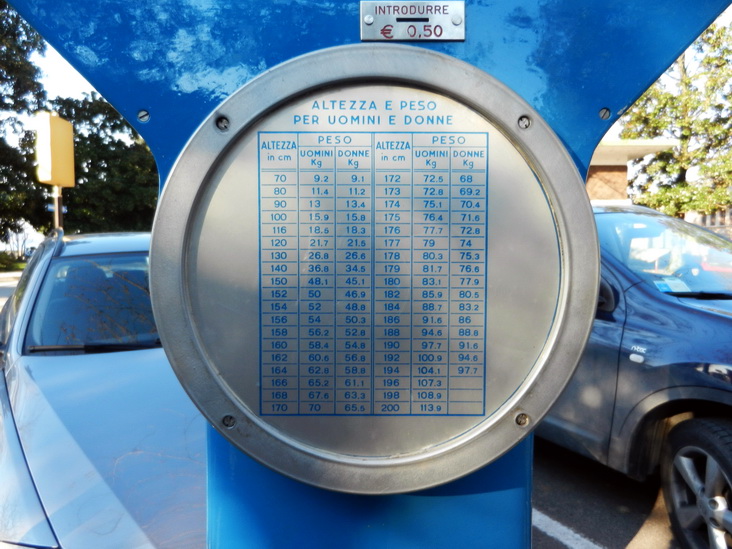 INTRODURRE
€ 0,50
ALTEZZA E PESO
PER UOMINI E DONNE
ALTEZZA in cm PESO ALTEZZA in cm PESO
UOMINI Kg DONNE Kg UOMINI Kg DONNE Kg
70 9.2 9.1 172 72.5 68
80 11.4 11.2 173 72.8 69.2
90 13 13.4 174 75.1 70.4
100 15.9 15.8 175 76.4 71.6
116 18.5 18.3 176 77.7 72.8
120 21.7 21.5 177 79 74
130 26.8 26.6 178 80.3 75.3
140 36.8 34.5 179 81.7 76.6
150 48.1 45.1 180 83.1 77.9
152 50 46.9 182 85.9 80.5
154 52 48.6 184 88.7 83.2
156 54 50.3 186 91.6 86
158 56.2 52.8 188 94.6 88.8
160 58.4 54.8 190 97.7 91.6
162 60.6 56.8 192 100.9 94.6
164 62.8 58.8 194 104.1 97.7
166 65.2 61.1 196 107.3
168 67.6 63.3 198 108.9
170 70 65.5 200 113.9